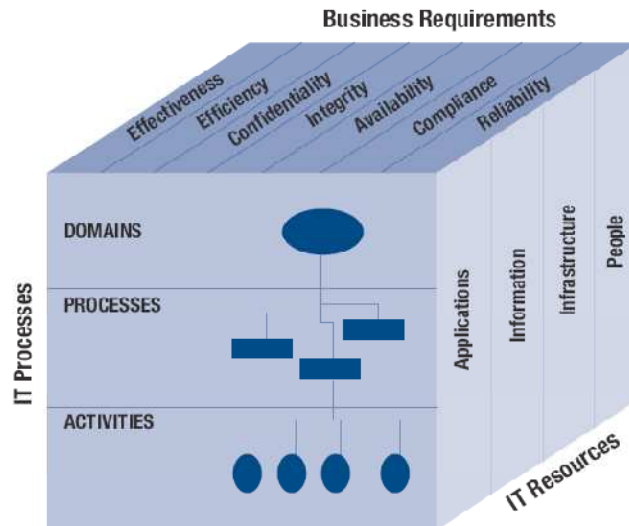 Business Requirements
Effectiveness
Efficiency
Confidentiality
Integrity
Availability
Compliance
Reliability
IT Processes
DOMAINS
PROCESSES
ACTIVITIES
Applications
Information
Infrastructure
People
IT Resources